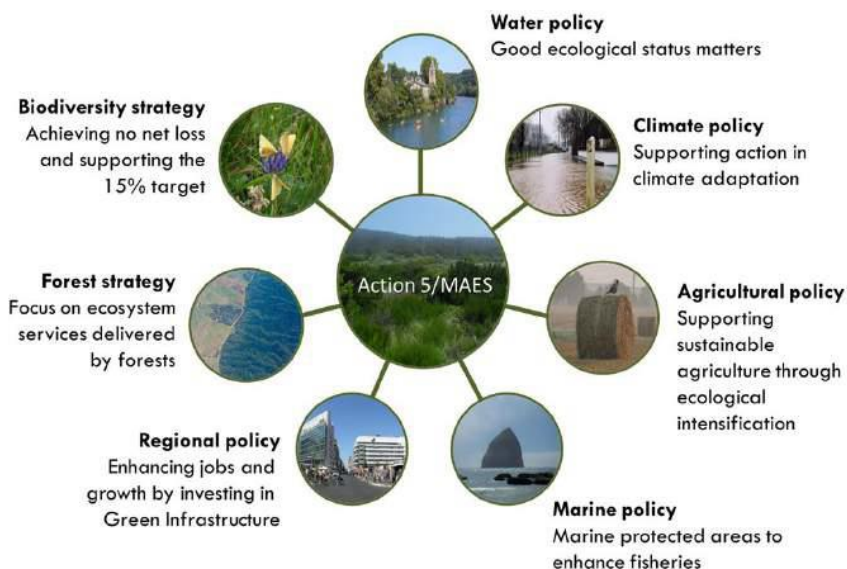 Water policy
Good ecological status matters
Biodiversity strategy
Achieving no net loss
and supporting the
15% target
Climate policy
Supporting action in
climate adaptation
Action 5/MAES
Forest strategy
Focus on ecosystem
services delivered
by forests
Agricultural policy
Supporting
sustainable
agriculture through
ecological
intensification
Regional policy
Enhancing jobs and
growth by investing in
Green Infrastructure
Marine policy
Marine protected areas to
enhance fisheries